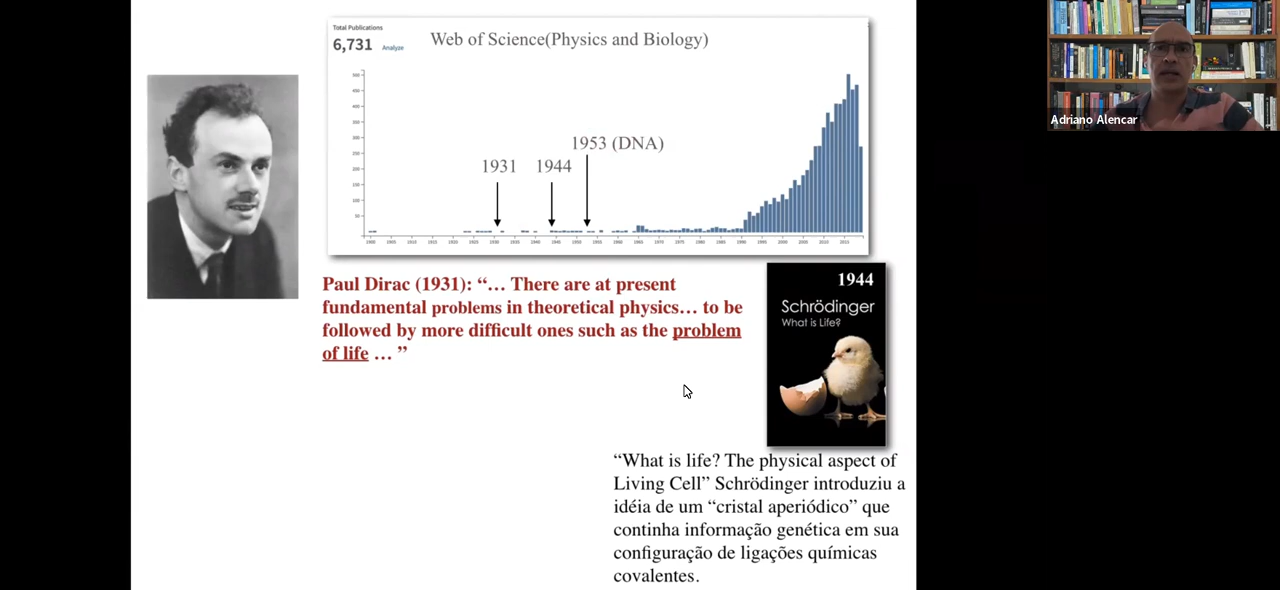 Total Publications
6,731 Analyze
Web of Science(Physics and Biology)
1931
1944
1953 (DNA)
Paul Dirac (1931): “… There are at present
fundamental problems in theoretical physics… to be
followed by more difficult ones such as the problem
of life … ”
1944
Schrödinger
What is Life?
“What is life? The physical aspect of
Living Cell” Schrödinger introduziu a
idéia de um “cristal aperiódico” que
continha informação genética em sua
configuração de ligações químicas
covalentes.
Adriano Alencar